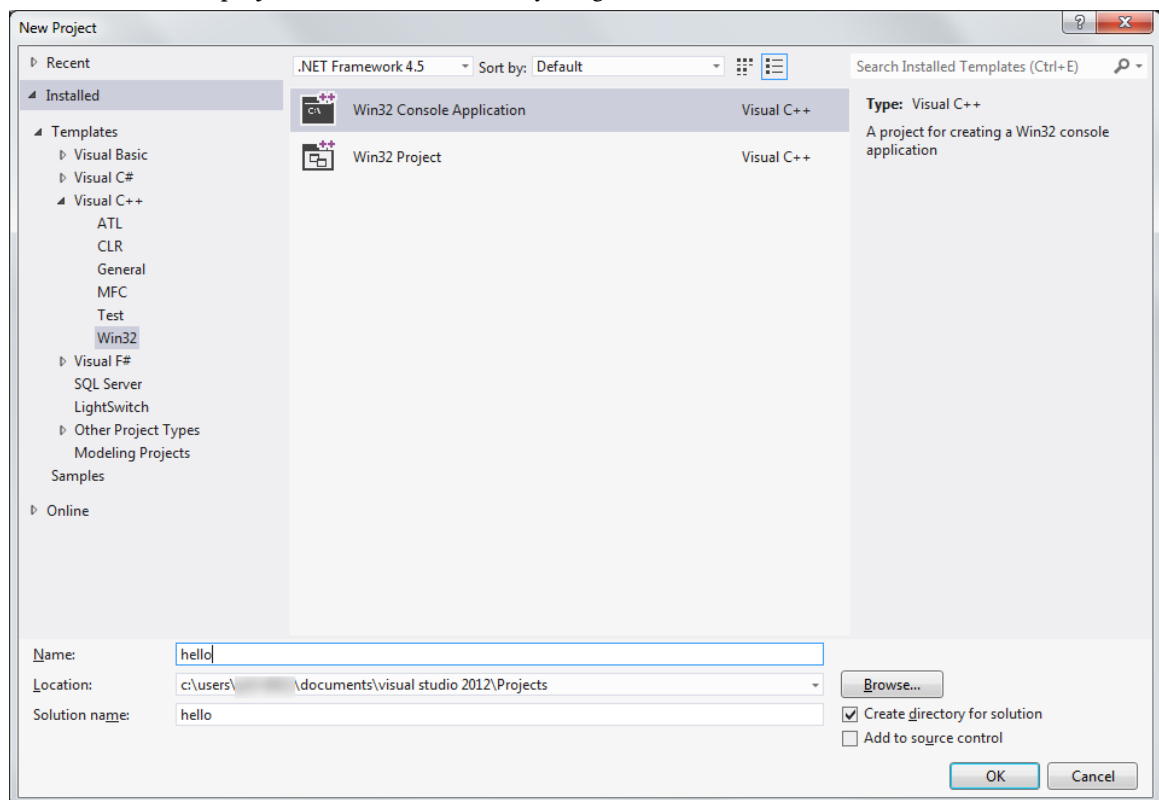 New Project
Recent
.NET Framework 4.5 Sort by: Default
Search Installed Templates (Ctrl+E)
Installed
Templates
Visual Basic
Visual C#
Visual C++
ATL
CLR
General
MFC
Test
Win32
Visual F#
SQL Server
LightSwitch
Other Project Types
Modeling Projects
Samples
Online
Win32 Console Application Visual C++
Win32 Project Visual C++
Type: Visual C++
A project for creating a Win32 console
application
Name: hello
Location: c:\users\ \documents\visual studio 2012\Projects
Browse...
Solution name: hello
Create directory for solution
Add to source control
OK Cancel